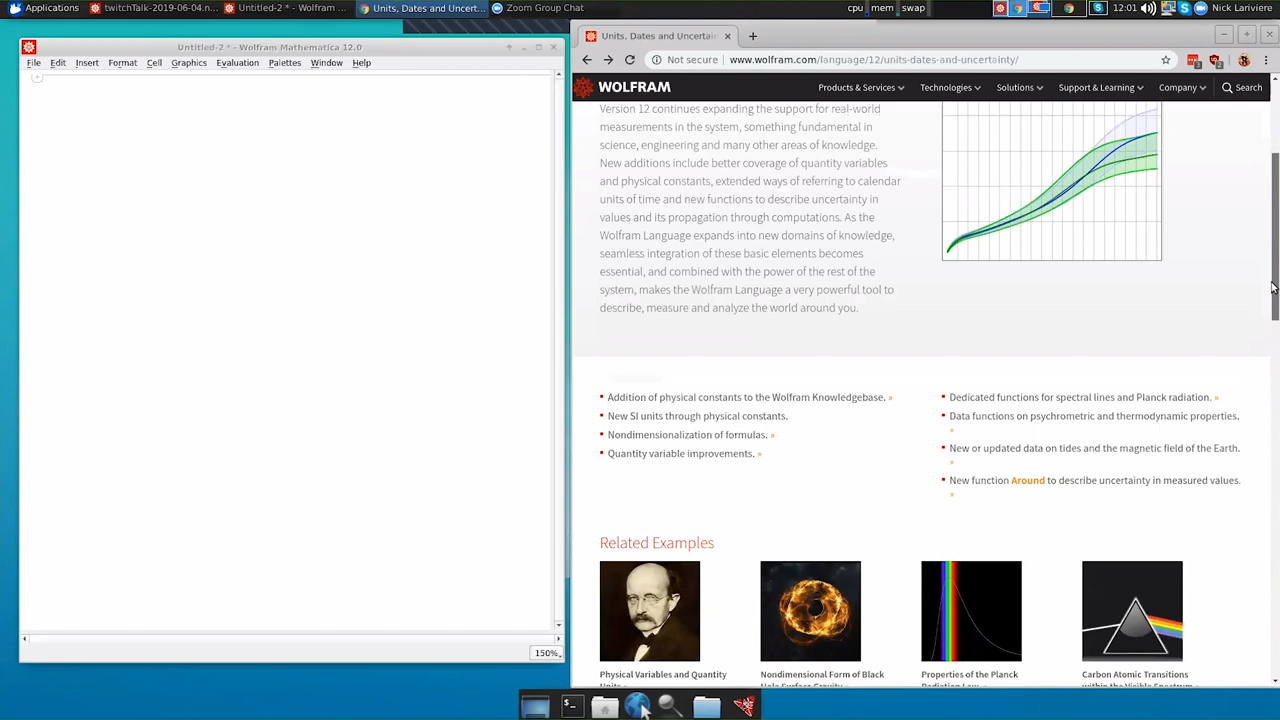 Applications
twitchTalk-2019-06-04.n...
Untitled-2 * - Wolfram ...
Units, Dates and Uncert...
Zoom Group Chat
cpu
mem
swap
12:01
Nick Lariviere
Untitled-2 * - Wolfram Mathematica 12.0
File Edit Insert Format Cell Graphics Evaluation Palettes Window Help
150%
Units, Dates and Uncertain
Not secure
www.wolfram.com/language/12/units-dates-and-uncertainty/
WOLFRAM
Products & Services
Technologies
Solutions
Support & Learning
Company
Search
Version 12 continues expanding the support for real-world
measurements in the system, something fundamental in
science, engineering and many other areas of knowledge.
New additions include better coverage of quantity variables
and physical constants, extended ways of referring to calendar
units of time and new functions to describe uncertainty in
values and its propagation through computations. As the
Wolfram Language expands into new domains of knowledge,
seamless integration of these basic elements becomes
essential, and combined with the power of the rest of the
system, makes the Wolfram Language a very powerful tool to
describe, measure and analyze the world around you.
Addition of physical constants to the Wolfram Knowledgebase. »
New SI units through physical constants.
Nondimensionalization of formulas. »
Quantity variable improvements. »
Dedicated functions for spectral lines and Planck radiation. »
Data functions on psychrometric and thermodynamic properties.
»
New or updated data on tides and the magnetic field of the Earth.
»
New function Around to describe uncertainty in measured values.
»
Related Examples
Physical Variables and Quantity
Units »
Nondimensional Form of Black
Hole Surface Gravity »
Properties of the Planck
Radiation Law »
Carbon Atomic Transitions
within the Visible Spectrum »